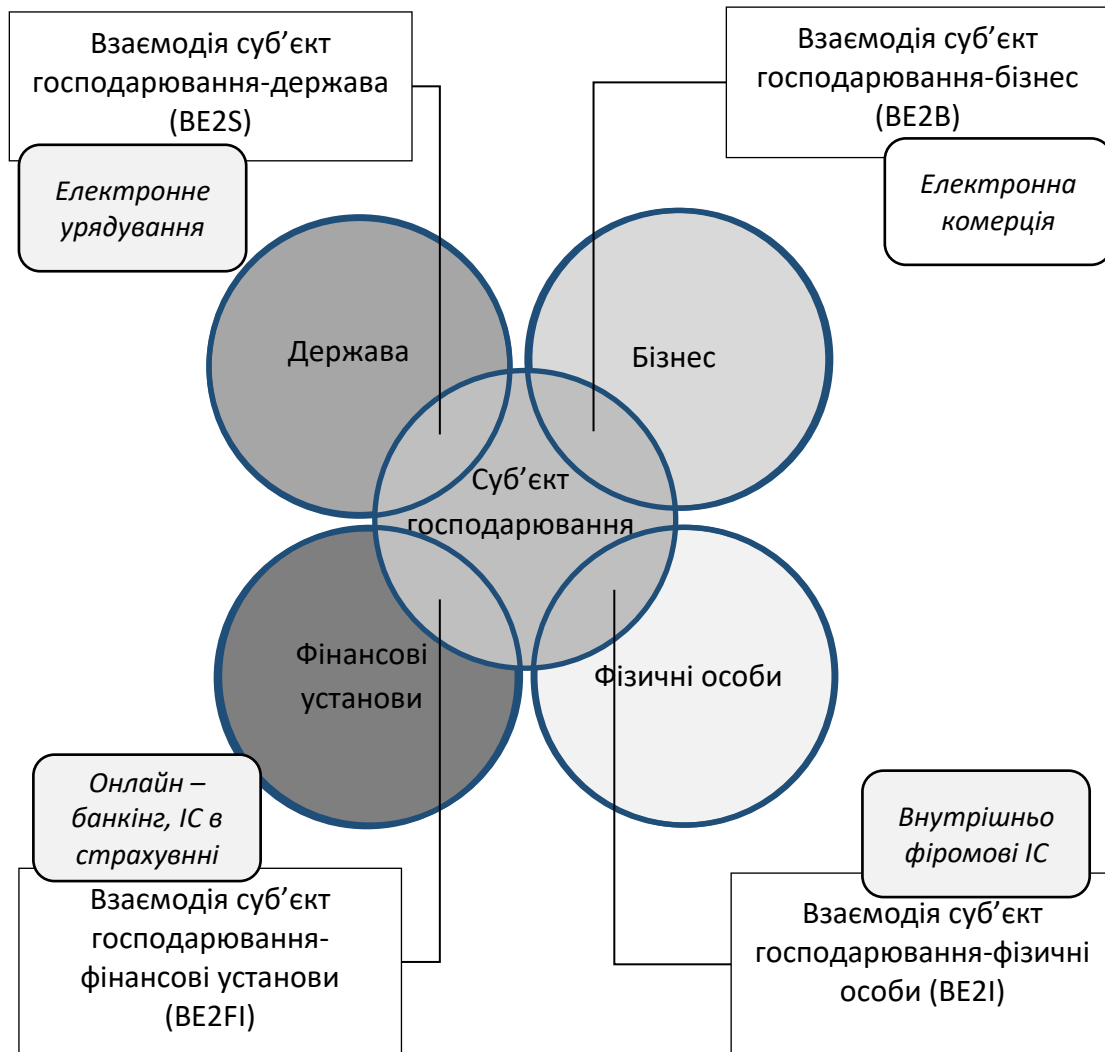 Взаємодія суб’єкт
господарювання-держава
(BE2S)
Електронне
урядування
Взаємодія суб’єкт
господарювання-бізнес
(BE2B)
Електронна
комерція
Держава
Бізнес
Суб’єкт
господарювання
Фінансові
установи
Фізичні особи
Онлайн –
банкінг, ІС в
страхувнні
Взаємодія суб’єкт
господарювання-
фінансові установи
(BE2FI)
Внутрішньо
фіромові ІС
Взаємодія суб’єкт
господарювання-фізичні
особи (BE2I)